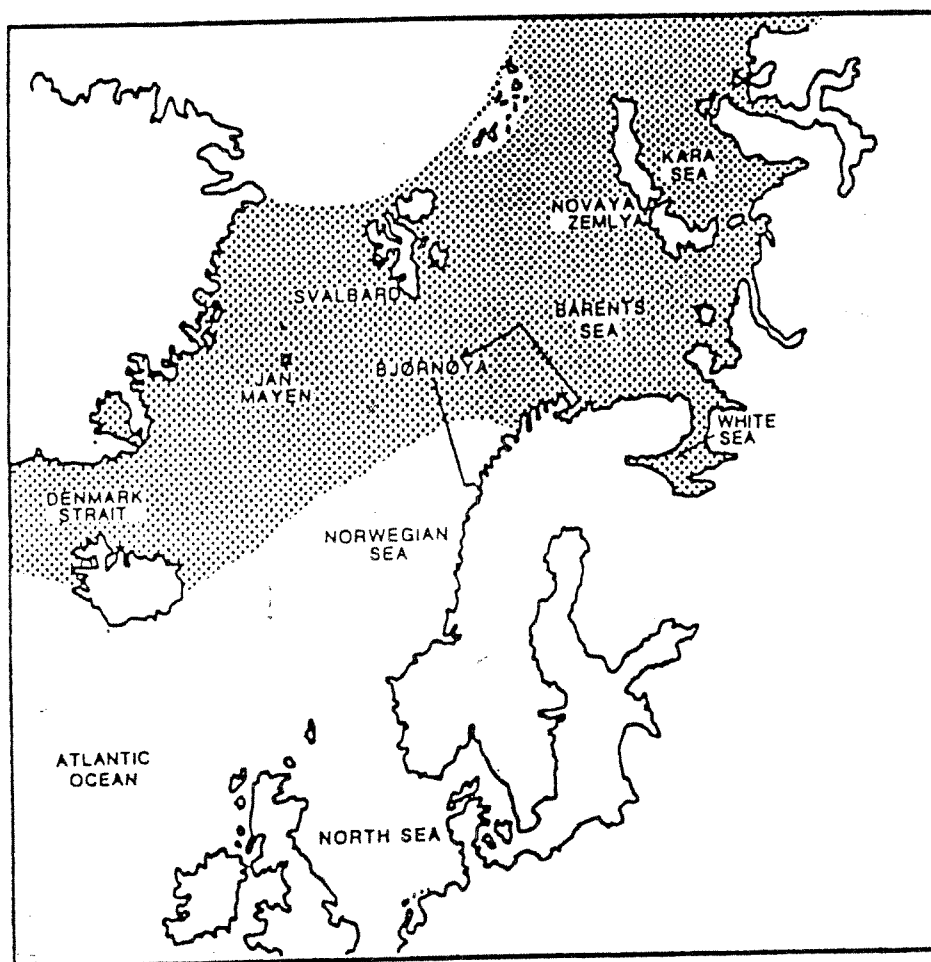 KARA
SEA
NOVAYA
ZEMLYA
SVALBARD
BARENTS
SEA
BJØRNØYA
JAN
MAYEN
WHITE
SEA
DENMARK
STRAIT
NORWEGIAN
SEA
ATLANTIC
OCEAN
NORTH SEA